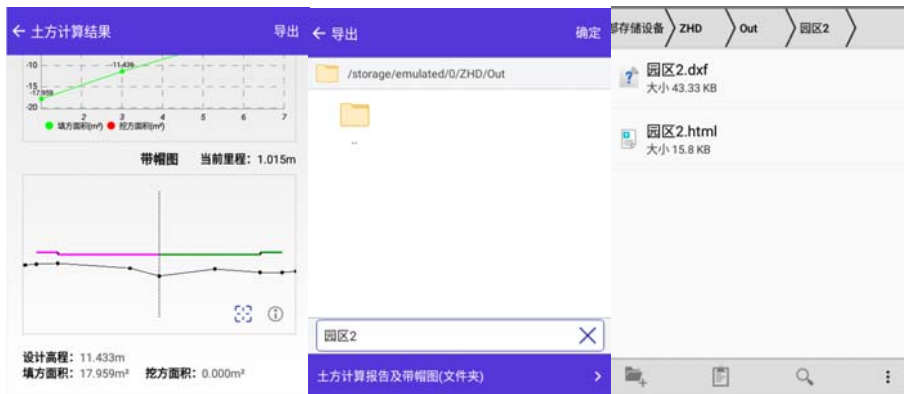 土方计算结果 导出
-10
-11.439
-15
-17.959
-20
2 3 4 5 6 7
填方面积(m²) 挖方面积(m²)
带帽图 当前里程：1.015m
设计高程：11.433m
填方面积：17.959m² 挖方面积：0.000m²
导出 确定
/storage/emulated/0/ZHD/Out
..
园区2
土方计算报告及带帽图(文件夹)
部存储设备 ZHD Out 园区2
园区2.dxf
大小 43.33 KB
园区2.html
大小 15.8 KB